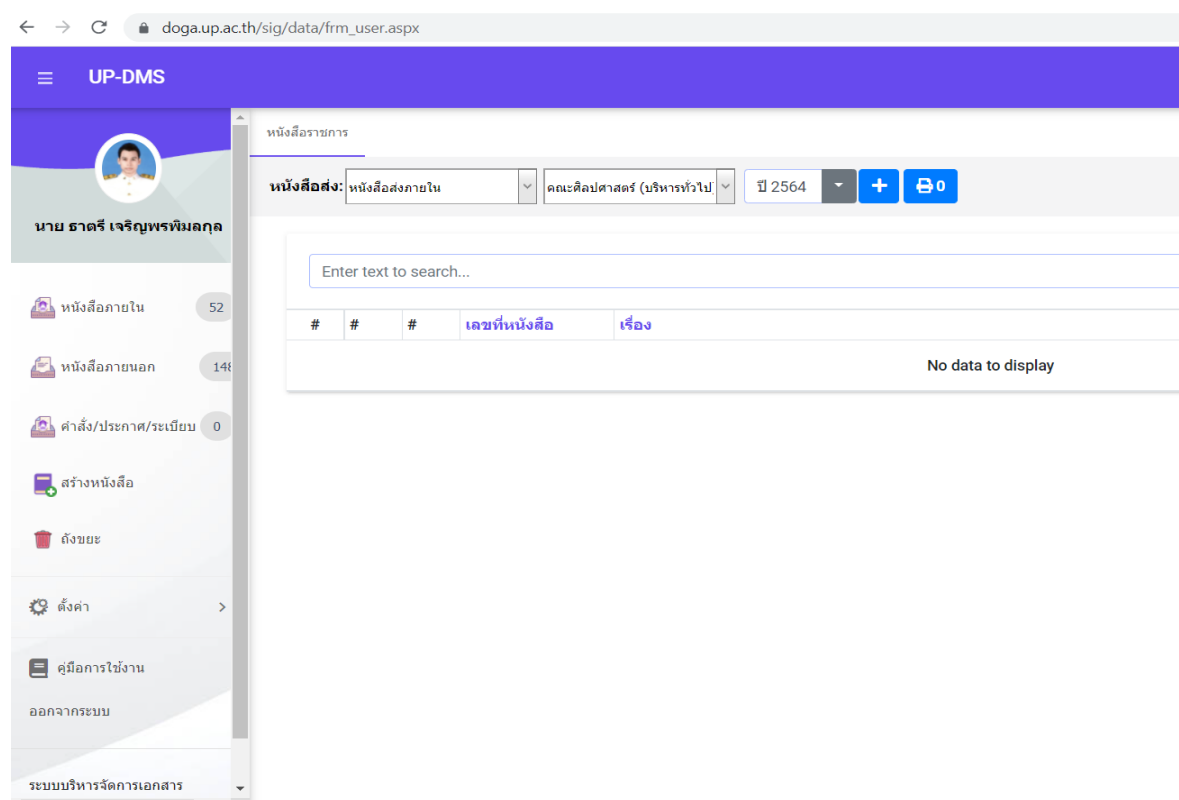 doga.up.ac.th/sig/data/frm_user.aspx
UP-DMS
นาย ธาตรี เจริญพรพิมลกุล
หนังสือภายใน 52
หนังสือภายนอก 148
คำสั่ง/ประกาศ/ระเบียบ 0
สร้างหนังสือ
ถังขยะ
ตั้งค่า
คู่มือการใช้งาน
ออกจากระบบ
ระบบบริหารจัดการเอกสาร
หนังสือราชการ
หนังสือส่ง: หนังสือส่งภายใน คณะศิลปศาสตร์ (บริหารทั่วไป ปี 2564 + 0
Enter text to search...
# # # เลขที่หนังสือ เรื่อง
No data to display